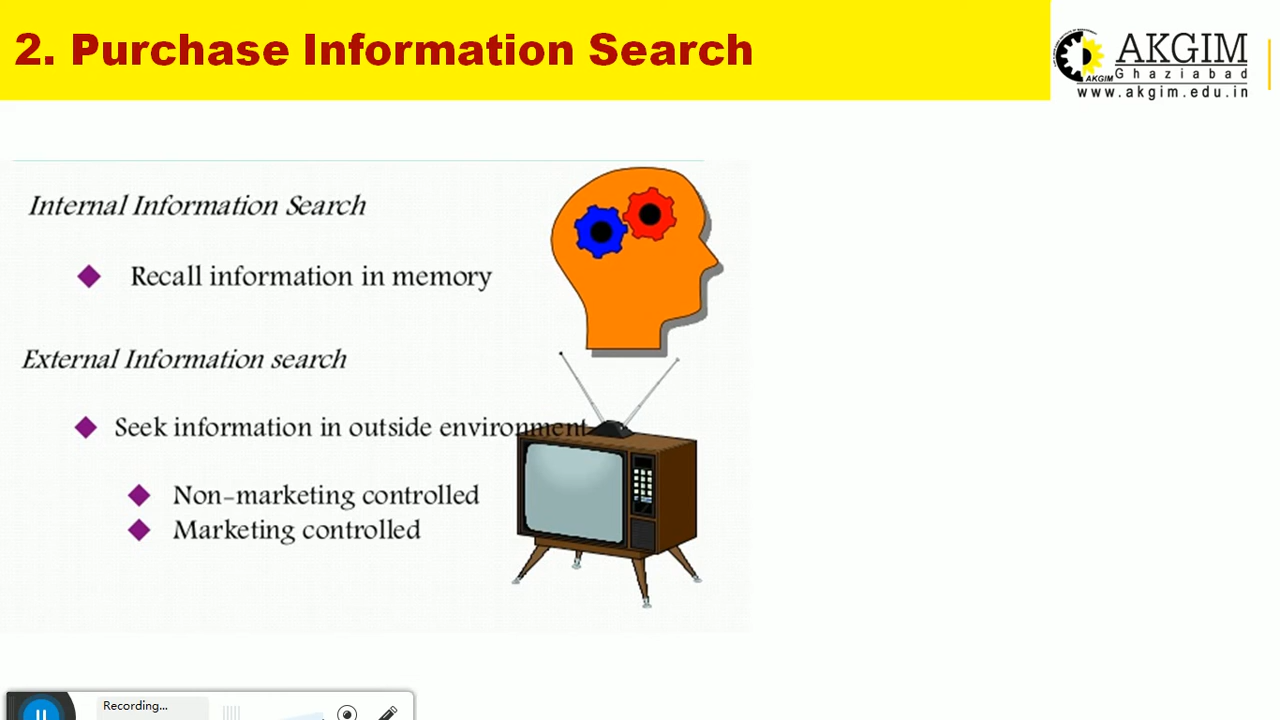 2. Purchase Information Search
AKGIM
Ghaziabad
AKGIM
www.akgim.edu.in
Internal Information Search
Recall information in memory
External Information search
Seek information in outside environment
Non-marketing controlled
Marketing controlled
Recording...